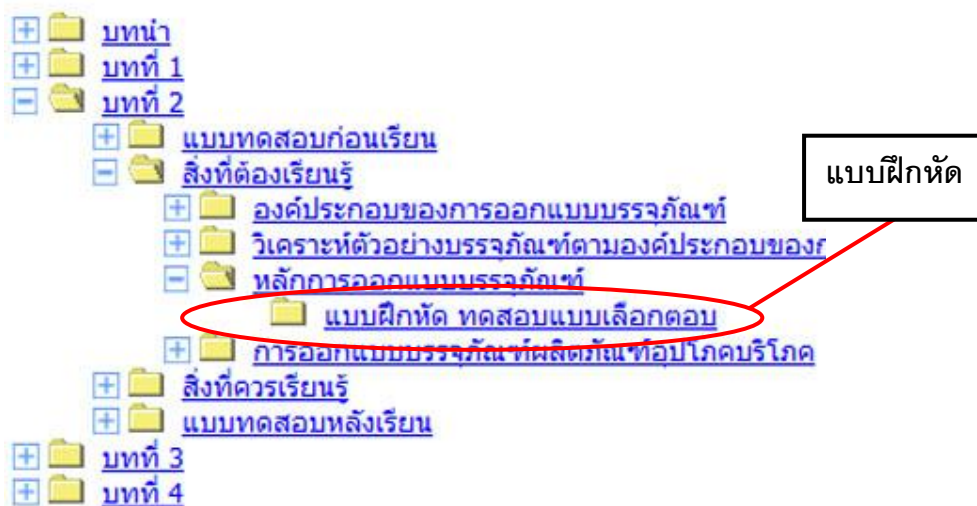 บทนำ
บทที่ 1
บทที่ 2
แบบทดสอบก่อนเรียน
สิ่งที่ต้องเรียนรู้
แบบฝึกหัด
องค์ประกอบของการออกแบบบรรจุภัณฑ์
วิเคราะห์ตัวอย่างบรรจุภัณฑ์ตามองค์ประกอบของ
หลักการออกแบบบรรจุภัณฑ์
แบบฝึกหัด ทดสอบแบบเลือกตอบ
การออกแบบบรรจุภัณฑ์ผลิตภัณฑ์อุปโภคบริโภค
สิ่งที่ควรเรียนรู้
แบบทดสอบหลังเรียน
บทที่ 3
บทที่ 4